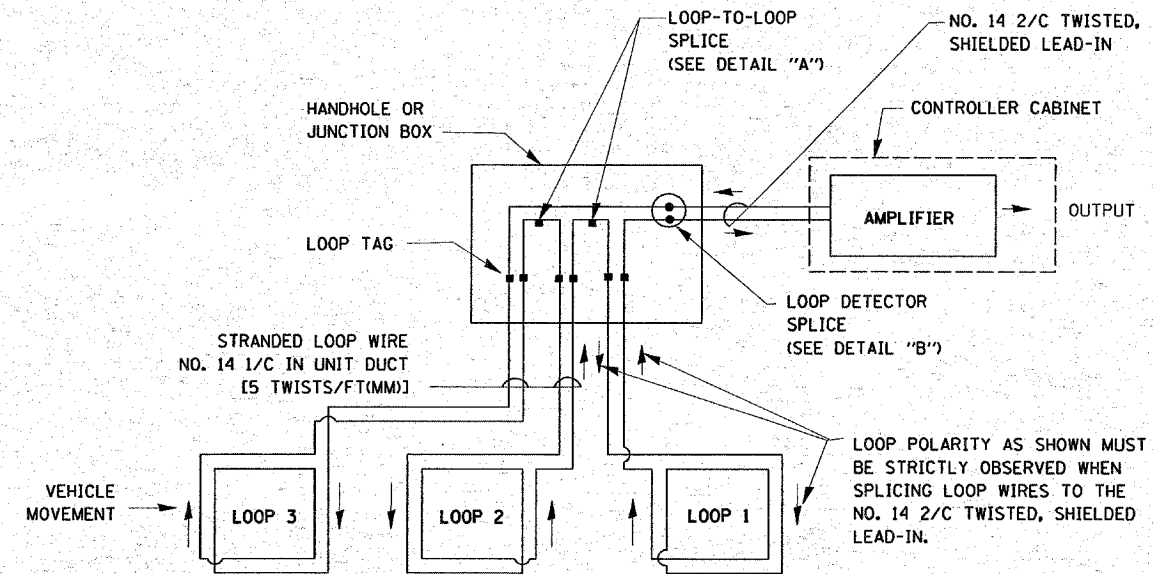 LOOP-TO-LOOP
SPLICE
(SEE DETAIL "A")
NO. 14 2/C TWISTED,
SHIELDED LEAD-IN
HANDHOLE OR
JUNCTION BOX
CONTROLLER CABINET
AMPLIFIER
OUTPUT
LOOP TAG
LOOP DETECTOR
SPLICE
(SEE DETAIL "B")
STRANDED LOOP WIRE
NO. 14 1/C IN UNIT DUCT
[5 TWISTS/FT(MM)]
LOOP POLARITY AS SHOWN MUST
BE STRICTLY OBSERVED WHEN
SPLICING LOOP WIRES TO THE
NO. 14 2/C TWISTED, SHIELDED
LEAD-IN.
VEHICLE
MOVEMENT
LOOP 3
LOOP 2
LOOP 1